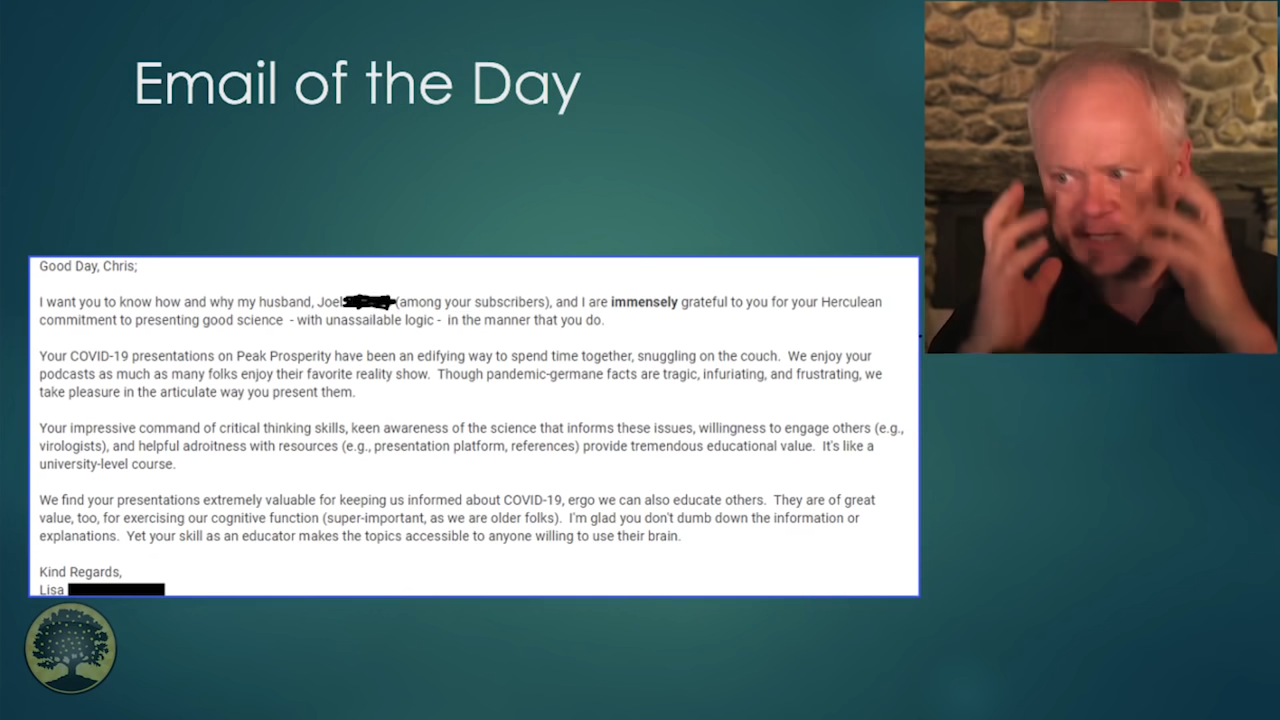 Email of the Day
Good Day, Chris;
I want you to know how and why my husband, Joel (among your subscribers), and I are immensely grateful to you for your Herculean
commitment to presenting good science - with unassailable logic - in the manner that you do.
Your COVID-19 presentations on Peak Prosperity have been an edifying way to spend time together, snuggling on the couch. We enjoy your
podcasts as much as many folks enjoy their favorite reality show. Though pandemic-germane facts are tragic, infuriating, and frustrating, we
take pleasure in the articulate way you present them.
Your impressive command of critical thinking skills, keen awareness of the science that informs these issues, willingness to engage others (e.g.,
virologists), and helpful adroitness with resources (e.g., presentation platform, references) provide tremendous educational value. It's like a
university-level course.
We find your presentations extremely valuable for keeping us informed about COVID-19, ergo we can also educate others. They are of great
value, too, for exercising our cognitive function (super-important, as we are older folks). I'm glad you don't dumb down the information or
explanations. Yet your skill as an educator makes the topics accessible to anyone willing to use their brain.
Kind Regards,
Lisa